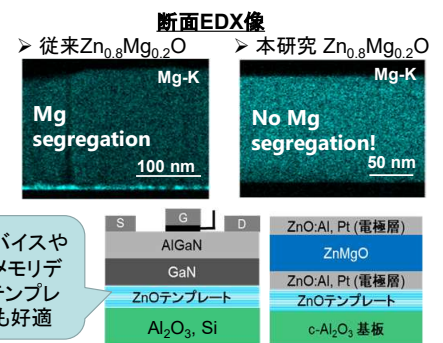 断面EDX像
➢ 従来Zn0.8Mg0.2O
➢ 本研究 Zn0.8Mg0.2O
Mg-K
Mg
segregation
100 nm
Mg-K
No Mg
segregation!
50 nm
バイスや
メモリデ
テンプレ
も好適
S
G
D
AlGaN
GaN
ZnOテンプレート
Al2O3, Si
ZnO:Al, Pt (電極層)
ZnMgO
ZnO:Al, Pt (電極層)
ZnOテンプレート
c-Al2O3 基板